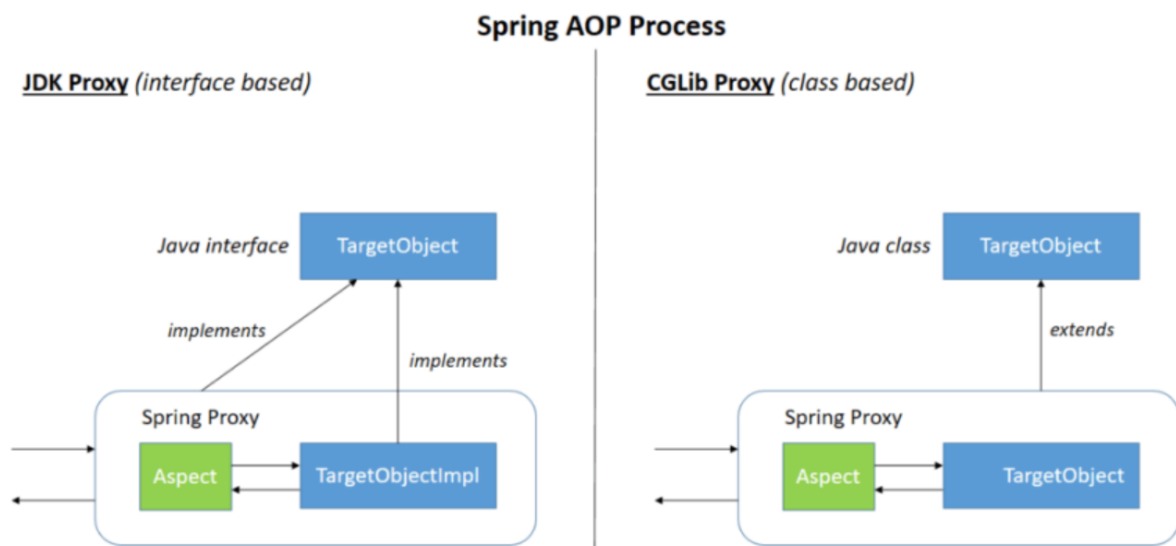 Spring AOP Process
JDK Proxy (interface based)
Java interface
TargetObject
implements
implements
Spring Proxy
Aspect
TargetObjectImpl
CGLib Proxy (class based)
Java class
TargetObject
extends
Spring Proxy
Aspect
TargetObject